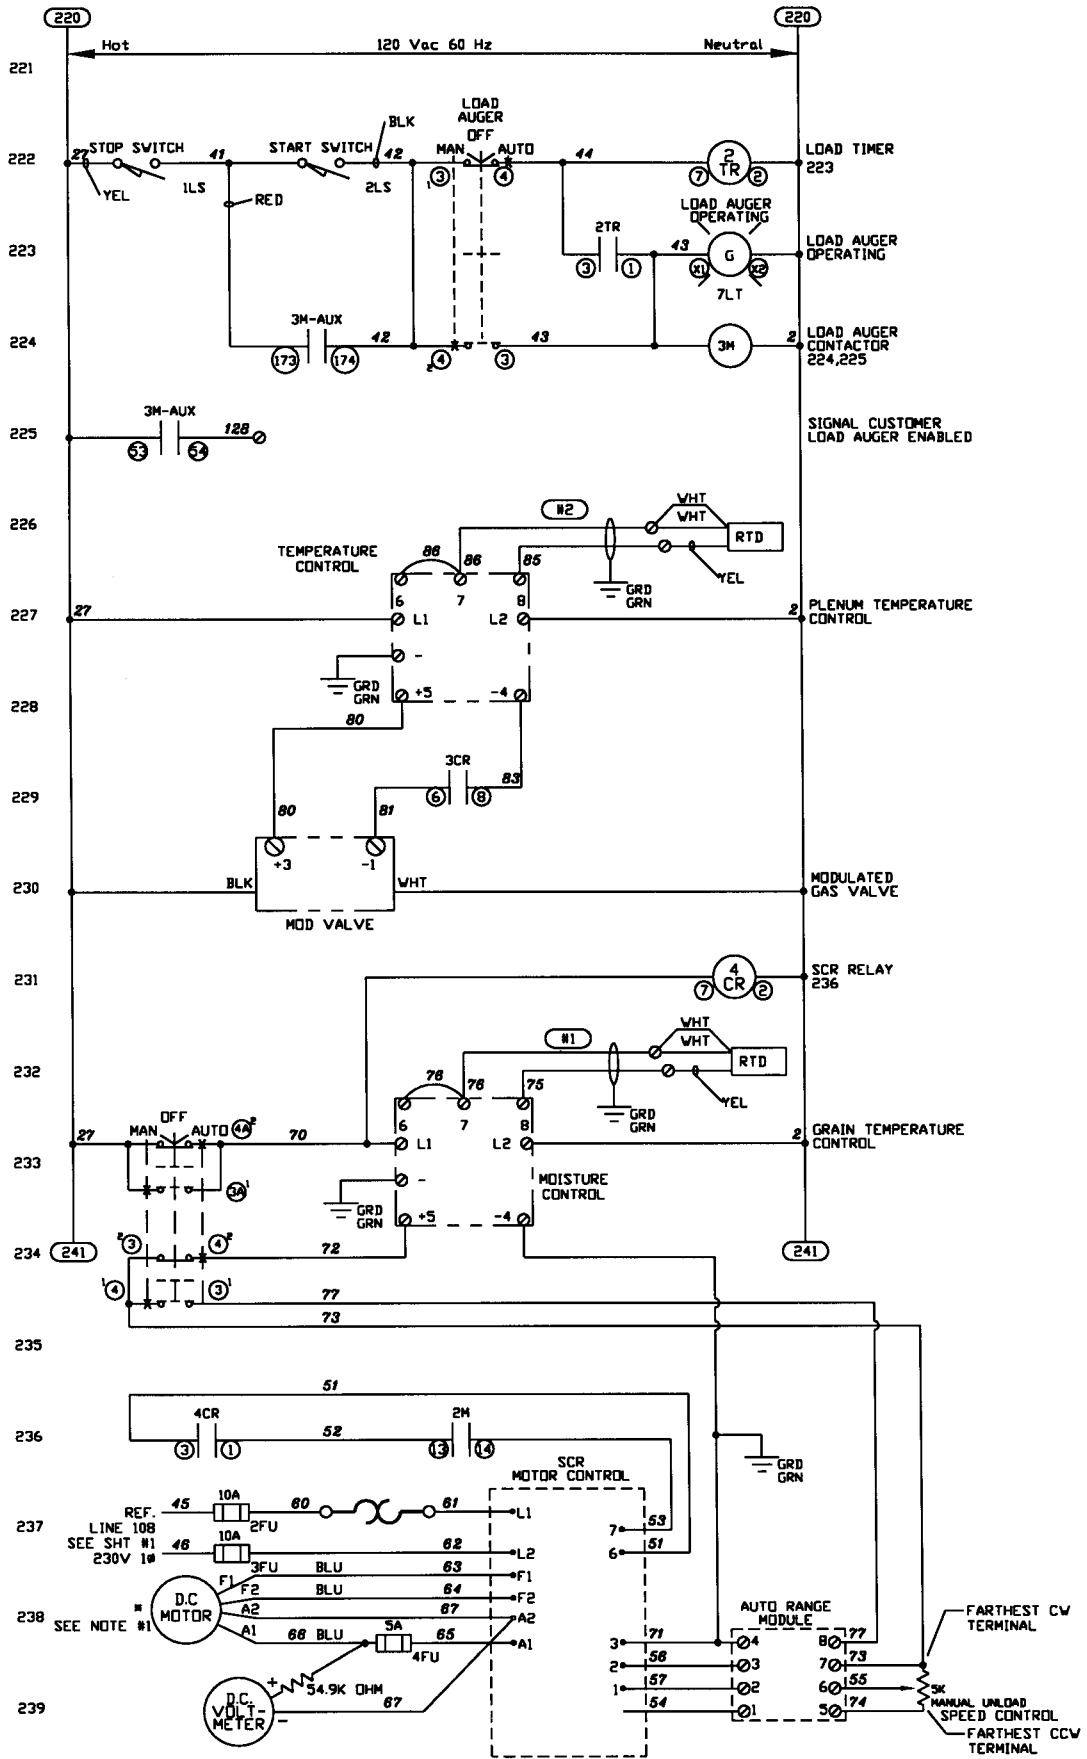 220
220
Hot
120 Vac 60 Hz
Neutral
221
LOAD
AUGER
OFF
MAN
AUTO
BLK
222
27
STOP SWITCH
41
START SWITCH
42
44
2
TR
LOAD TIMER
223
YEL
1LS
RED
2LS
1
3
4
7
2
LOAD AUGER
OPERATING
223
2TR
43
G
LOAD AUGER
OPERATING
3
1
X1
X2
7LT
224
3M-AUX
42
43
3M
2
LOAD AUGER
CONTACTOR
224,225
173
174
2
4
3
225
3M-AUX
128
SIGNAL CUSTOMER
LOAD AUGER ENABLED
53
54
226
#2
WHT
WHT
RTD
TEMPERATURE
CONTROL
86
86
85
YEL
GRD
GRN
6
7
8
227
27
L1
L2
2
PLENUM TEMPERATURE
CONTROL
-
GRD
GRN
228
+5
-4
80
229
3CR
83
6
8
80
81
+3
-1
230
BLK
WHT
MODULATED
GAS VALVE
MOD VALVE
231
4
CR
SCR RELAY
236
7
2
232
#1
WHT
WHT
RTD
76
76
75
YEL
GRD
GRN
6
7
8
OFF
27
MAN
AUTO
4A
2
70
L1
L2
2
GRAIN TEMPERATURE
CONTROL
233
3A
1
-
MOISTURE
CONTROL
GRD
GRN
+5
-4
234
241
2
3
4
2
72
241
1
4
3
1
77
73
235
51
236
4CR
52
2M
3
1
13
14
GRD
GRN
SCR
MOTOR CONTROL
237
REF.
LINE 108
SEE SHT #1
230V 1Ø
45
10A
2FU
60
61
L1
7
53
46
10A
3FU
62
L2
6
51
F1
BLU
63
F1
F2
BLU
64
F2
238
*
SEE NOTE #1
D.C
MOTOR
A2
67
A2
A1
66 BLU
5A
4FU
65
A1
AUTO RANGE
MODULE
FARTHEST CW
TERMINAL
3
71
4
8
77
2
56
3
7
73
1
57
2
6
55
5K
54
1
5
74
MANUAL UNLOAD
SPEED CONTROL
FARTHEST CCW
TERMINAL
239
D.C.
VOLT-
METER
+
-
54.9K OHM
67